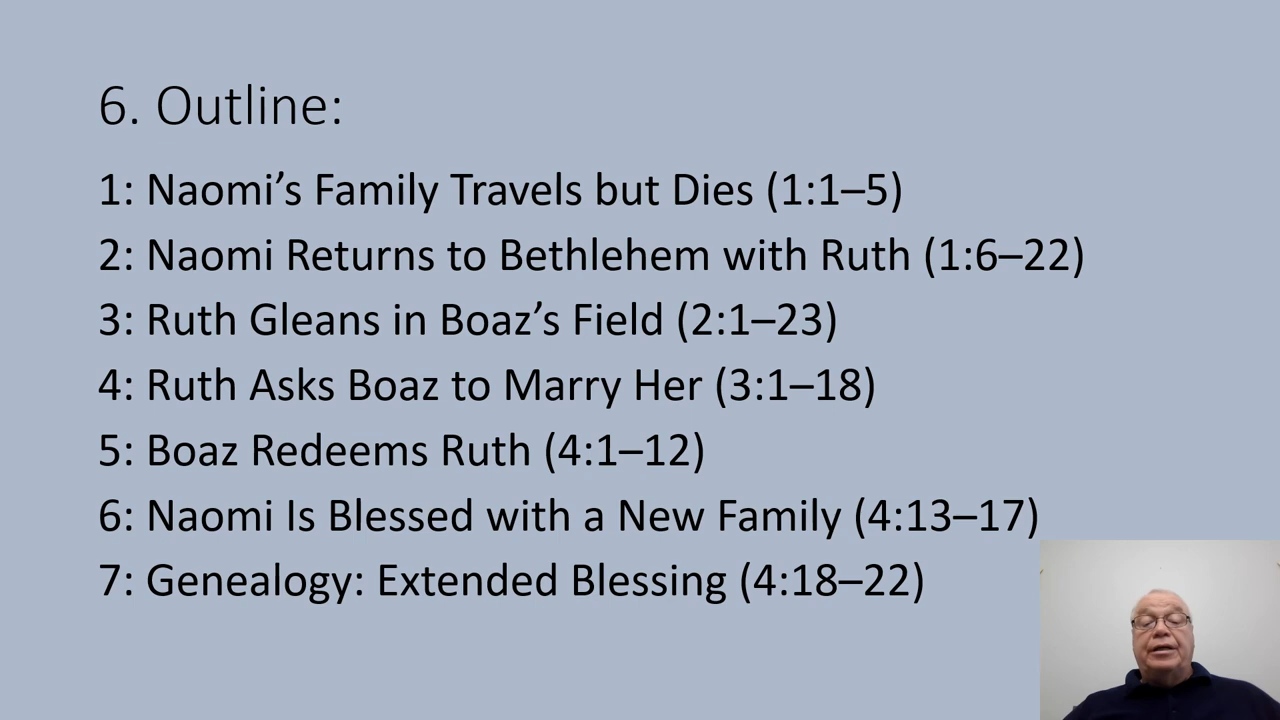 6. Outline:
1: Naomi’s Family Travels but Dies (1:1–5)
2: Naomi Returns to Bethlehem with Ruth (1:6–22)
3: Ruth Gleans in Boaz’s Field (2:1–23)
4: Ruth Asks Boaz to Marry Her (3:1–18)
5: Boaz Redeems Ruth (4:1–12)
6: Naomi Is Blessed with a New Family (4:13–17)
7: Genealogy: Extended Blessing (4:18–22)